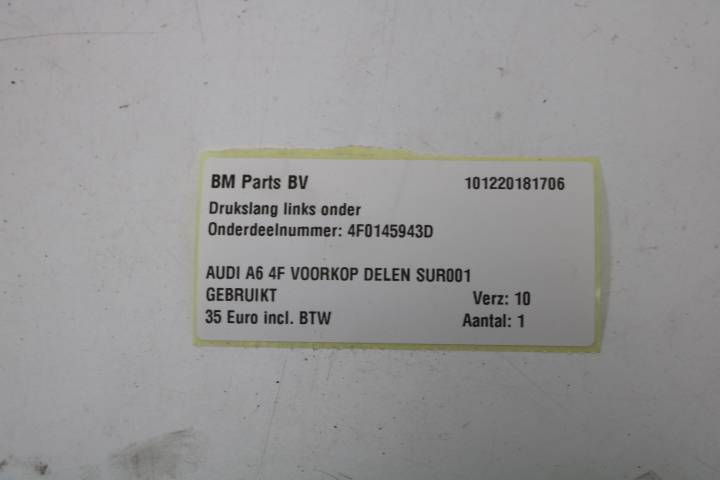 BM Parts BV 101220181706
Drukslang links onder
Onderdeelnummer: 4F0145943D
AUDI A6 4F VOORKOP DELEN SUR001
GEBRUIKT Verz: 10
35 Euro incl. BTW Aantal: 1